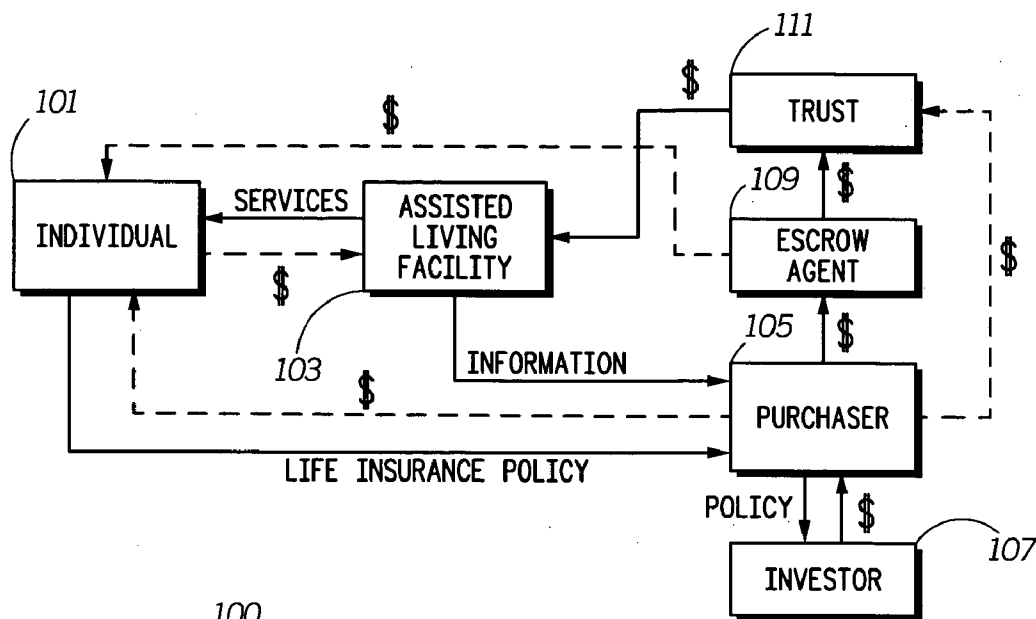 111
$
TRUST
101
$
109
$
SERVICES
INDIVIDUAL
ASSISTED
LIVING
FACILITY
ESCROW
AGENT
$
$
105
$
103
INFORMATION
$
PURCHASER
LIFE INSURANCE POLICY
POLICY
$
107
INVESTOR
100